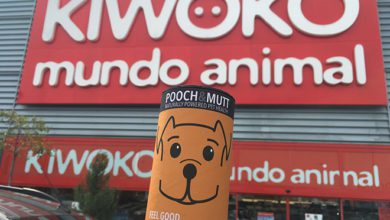 KIWOKO
mundo animal
POOCH&MUTT
NATURALLY POWERED PET HEALTH
KIWOKO mundo animal
FEEL GOOD